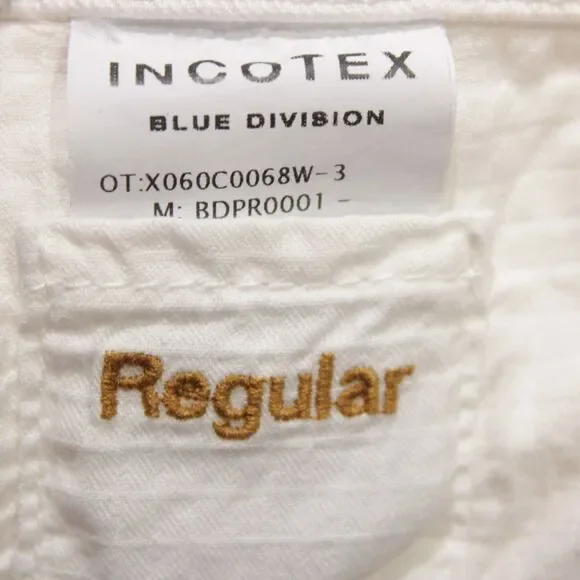 INCOTEX
BLUE DIVISION
OT:X060C0068W-3
M: BDPR0001 -
Regular